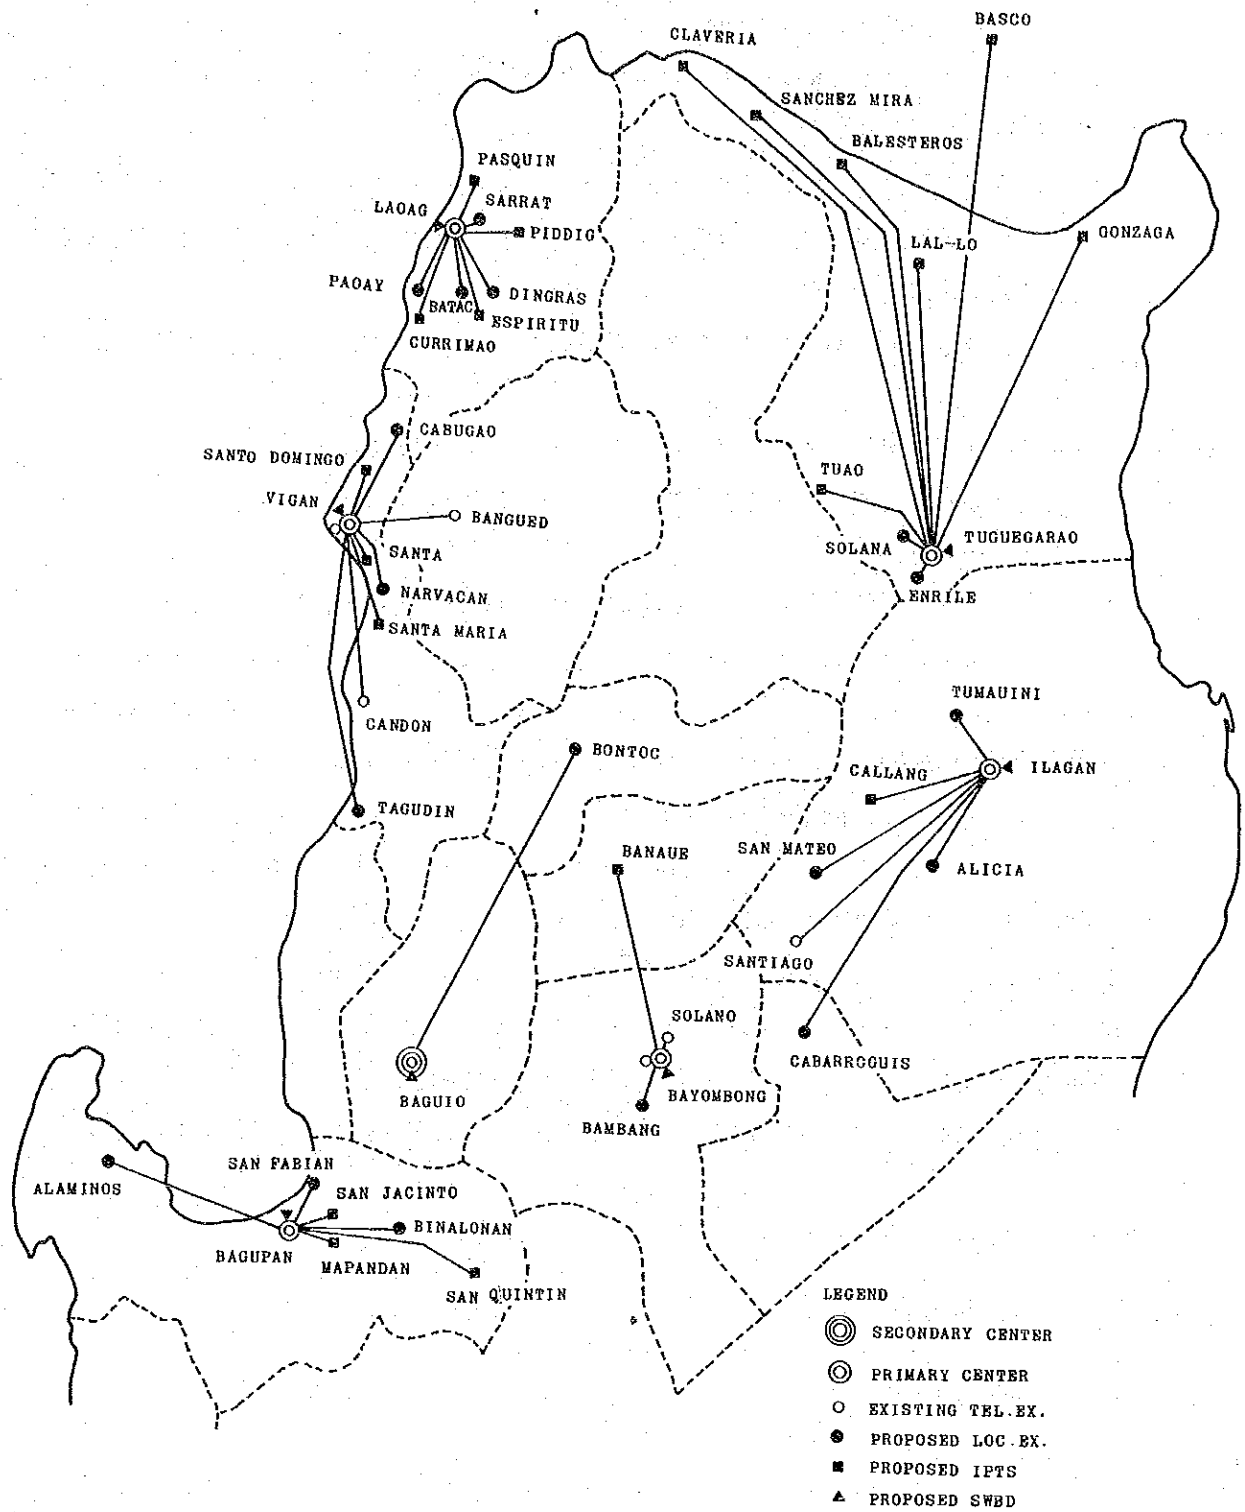 BASCO
CLAVERIA
SANCHEZ MIRA
BALESTEROS
PASQUIN
SARRAT
LAOAG
PIDDIG
LAL-LO
GONZAGA
PAOAY
BATAC
DINGRAS
ESPIRITU
CURRIMAO
CABUGAO
SANTO DOMINGO
TUAO
VIGAN
BANGUED
SOLANA
TUGUEGARAO
SANTA
NARVACAN
ENRILE
SANTA MARIA
TUMAUINI
CANDON
BONTOC
CALLANG
ILAGAN
TAGUDIN
BANAUE
SAN MATEO
ALICIA
SANTIAGO
SOLANO
CABARROGUIS
BAGUIO
BAYOMBONG
BAMBANG
SAN FABIAN
ALAMINOS
SAN JACINTO
BINALONAN
BAGUPAN
MAPANDAN
SAN QUINTIN
LEGEND
SECONDARY CENTER
PRIMARY CENTER
EXISTING TEL.EX.
PROPOSED LOC.EX.
PROPOSED IPTS
PROPOSED SWBD